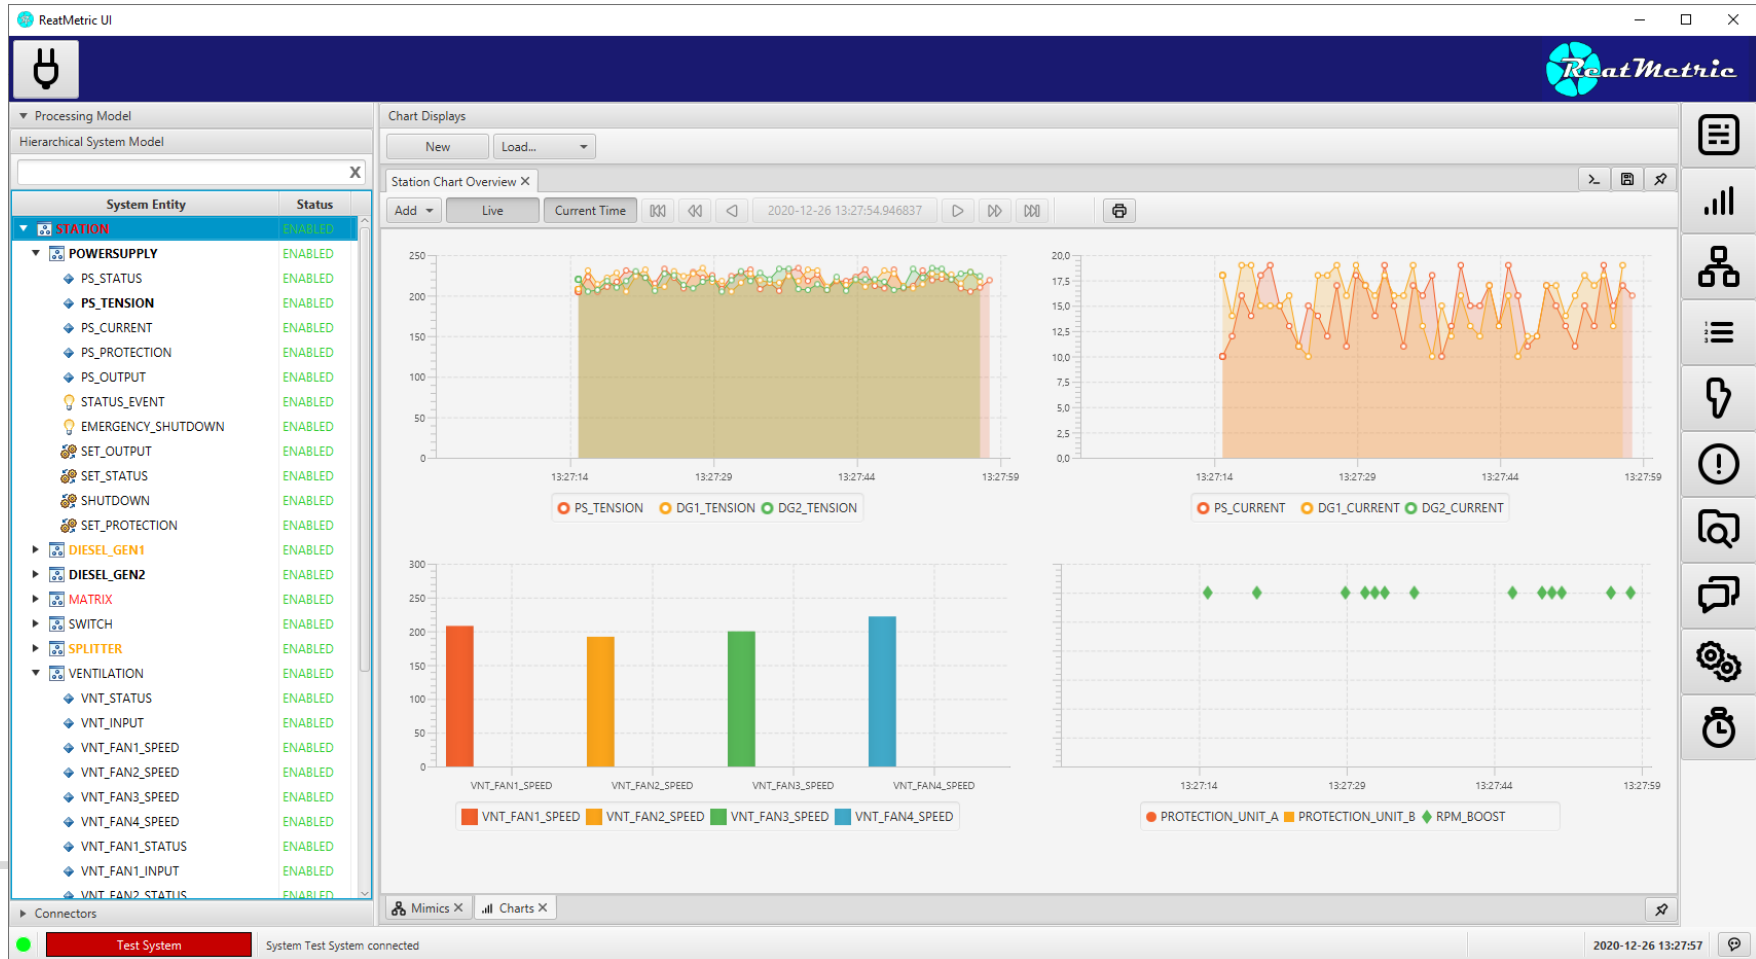 ReatMetric UI
ReatMetric
Processing Model
Hierarchical System Model
X
System Entity Status
STATION ENABLED
POWERSUPPLY ENABLED
PS_STATUS ENABLED
PS_TENSION ENABLED
PS_CURRENT ENABLED
PS_PROTECTION ENABLED
PS_OUTPUT ENABLED
STATUS_EVENT ENABLED
EMERGENCY_SHUTDOWN ENABLED
SET_OUTPUT ENABLED
SET_STATUS ENABLED
SHUTDOWN ENABLED
SET_PROTECTION ENABLED
DIESEL_GEN1 ENABLED
DIESEL_GEN2 ENABLED
MATRIX ENABLED
SWITCH ENABLED
SPLITTER ENABLED
VENTILATION ENABLED
VNT_STATUS ENABLED
VNT_INPUT ENABLED
VNT_FAN1_SPEED ENABLED
VNT_FAN2_SPEED ENABLED
VNT_FAN3_SPEED ENABLED
VNT_FAN4_SPEED ENABLED
VNT_FAN1_STATUS ENABLED
VNT_FAN1_INPUT ENABLED
VNT_FAN2_STATUS ENABLED
Connectors
Chart Displays
New Load...
Station Chart Overview
Add Live Current Time 2020-12-26 13:27:54.946837
250
200
150
100
50
0
13:27:14 13:27:29 13:27:44 13:27:59
PS_TENSION DG1_TENSION DG2_TENSION
20,0
17,5
15,0
12,5
10,0
7,5
5,0
2,5
0,0
13:27:14 13:27:29 13:27:44 13:27:59
PS_CURRENT DG1_CURRENT DG2_CURRENT
300
250
200
150
100
50
0
VNT_FAN1_SPEED VNT_FAN2_SPEED VNT_FAN3_SPEED VNT_FAN4_SPEED
VNT_FAN1_SPEED VNT_FAN2_SPEED VNT_FAN3_SPEED VNT_FAN4_SPEED
13:27:14 13:27:29 13:27:44 13:27:59
PROTECTION_UNIT_A PROTECTION_UNIT_B RPM_BOOST
Mimics Charts
Test System System Test System connected 2020-12-26 13:27:57